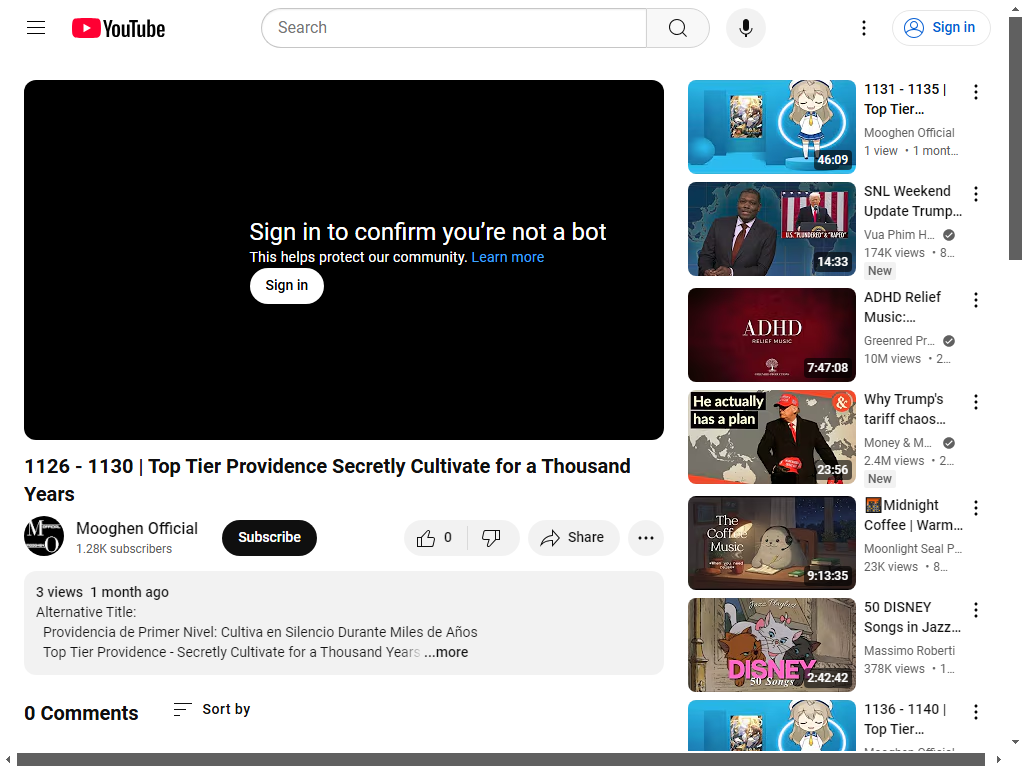 YouTube
Search
Sign in
Sign in to confirm you're not a bot
This helps protect our community. Learn more
Sign in
1126 - 1130 | Top Tier Providence Secretly Cultivate for a Thousand
Years
Mooghen Official
1.28K subscribers
Subscribe
0
Share
3 views 1 month ago
Alternative Title:
Providencia de Primer Nivel: Cultiva en Silencio Durante Miles de Años
Top Tier Providence - Secretly Cultivate for a Thousand Years ...more
0 Comments
Sort by
46:09
1131 - 1135 |
Top Tier…
Mooghen Official
1 view • 1 mont…
U.S. "PLUNDERED" & "RAPED"
14:33
SNL Weekend
Update Trump…
Vua Phim H…
174K views • 8…
New
ADHD
RELIEF MUSIC
7:47:08
ADHD Relief
Music:…
Greenred Pr…
10M views • 2…
He actually
has a plan
&
23:56
Why Trump's
tariff chaos…
Money & M…
2.4M views • 2…
New
The
Coffee
Music
9:13:35
Midnight
Coffee | Warm…
Moonlight Seal P…
23K views • 8…
Jazz Playlist
DISNEY
50 Songs
2:42:42
50 DISNEY
Songs in Jazz…
Massimo Roberti
378K views • 1…
1136 - 1140 |
Top Tier…
Mooghen Official